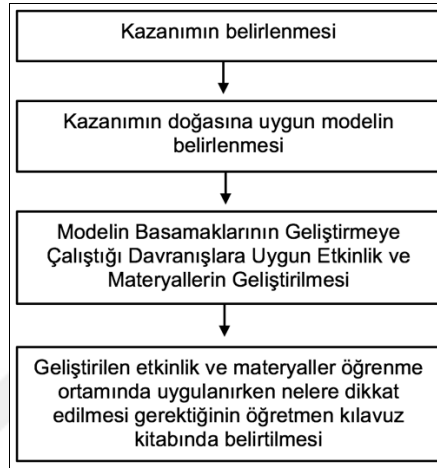 Kazanımın belirlenmesi
Kazanımın doğasına uygun modelin
belirlenmesi
Modelin Basamaklarının Geliştirmeye
Çalıştığı Davranışlara Uygun Etkinlik ve
Materyallerin Geliştirilmesi
Geliştirilen etkinlik ve materyaller öğrenme
ortamında uygulanırken nelere dikkat
edilmesi gerektiğinin öğretmen kılavuz
kitabında belirtilmesi